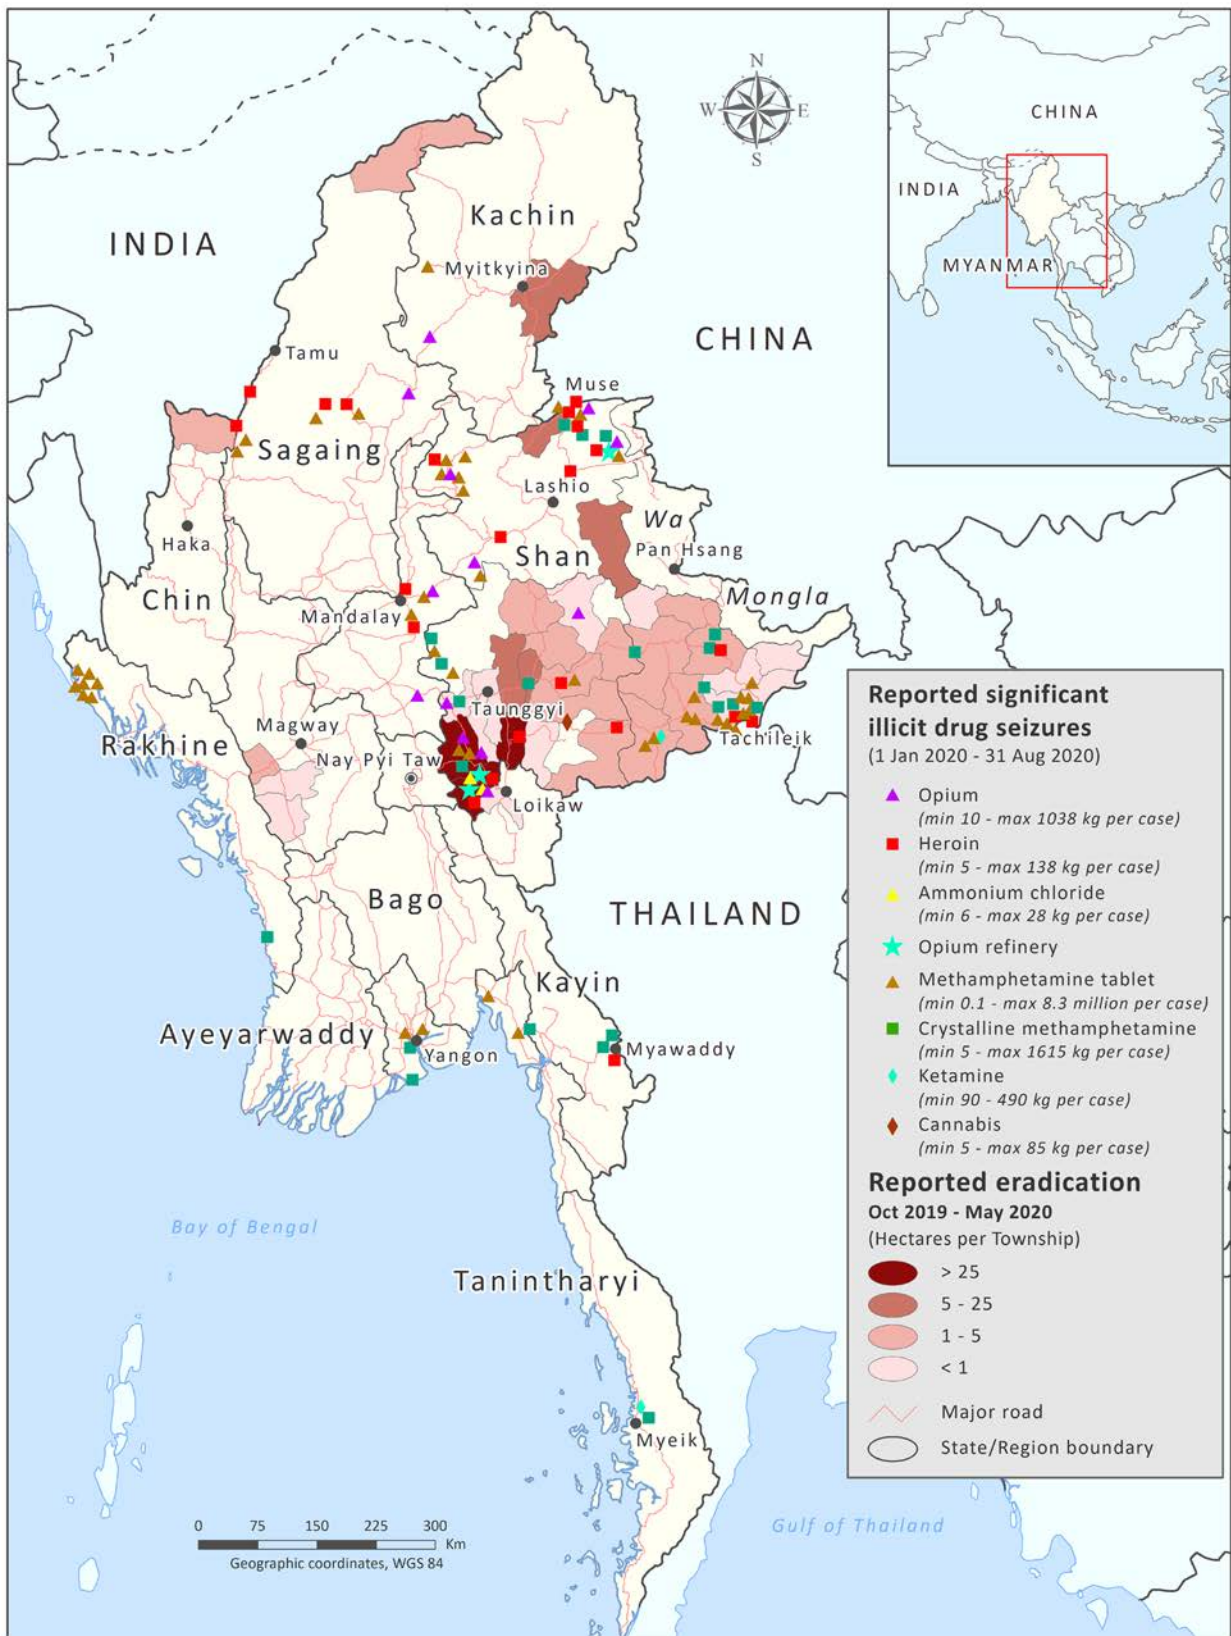 N
W
E
S
CHINA
INDIA
MYANMAR
Kachin
INDIA
Myitkyina
CHINA
Tamu
Muse
Sagaing
Lashio
Wa
Haka
Shan
Pan Hsang
Chin
Mandalay
Mongla
Taunggyi
Magway
Rakhine
Nay Pyi Taw
Tachileik
Loikaw
Bago
THAILAND
Kayin
Ayeyarwaddy
Yangon
Myawaddy
Bay of Bengal
Tanintharyi
Myeik
Gulf of Thailand
0 75 150 225 300
Km
Geographic coordinates, WGS 84
Reported significant
illicit drug seizures
(1 Jan 2020 - 31 Aug 2020)
Opium
(min 10 - max 1038 kg per case)
Heroin
(min 5 - max 138 kg per case)
Ammonium chloride
(min 6 - max 28 kg per case)
Opium refinery
Methamphetamine tablet
(min 0.1 - max 8.3 million per case)
Crystalline methamphetamine
(min 5 - max 1615 kg per case)
Ketamine
(min 90 - 490 kg per case)
Cannabis
(min 5 - max 85 kg per case)
Reported eradication
Oct 2019 - May 2020
(Hectares per Township)
> 25
5 - 25
1 - 5
< 1
Major road
State/Region boundary